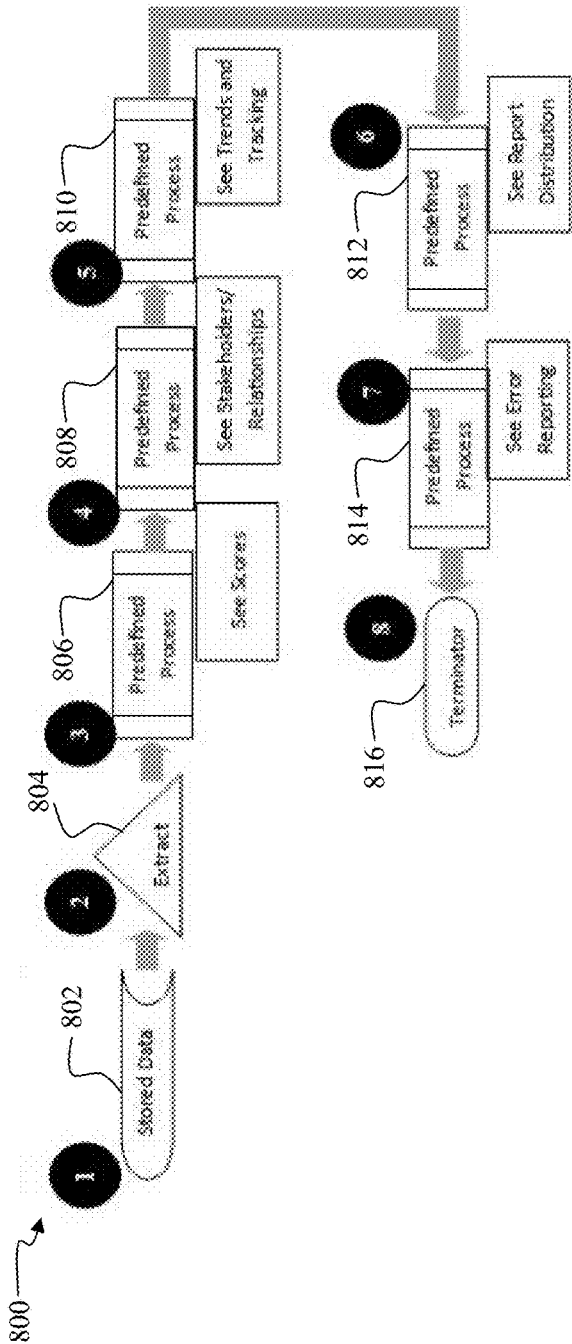 800
1
802
Stored Data
2
804
Extract
3
806
Predefined
Process
See Scores
4
808
Predefined
Process
See Stakeholders/
Relationships
5
810
Predefined
Process
See Trends and
Tracking
6
812
Predefined
Process
See Report
Distribution
7
814
Predefined
Process
See Error
Reporting
8
816
Terminator